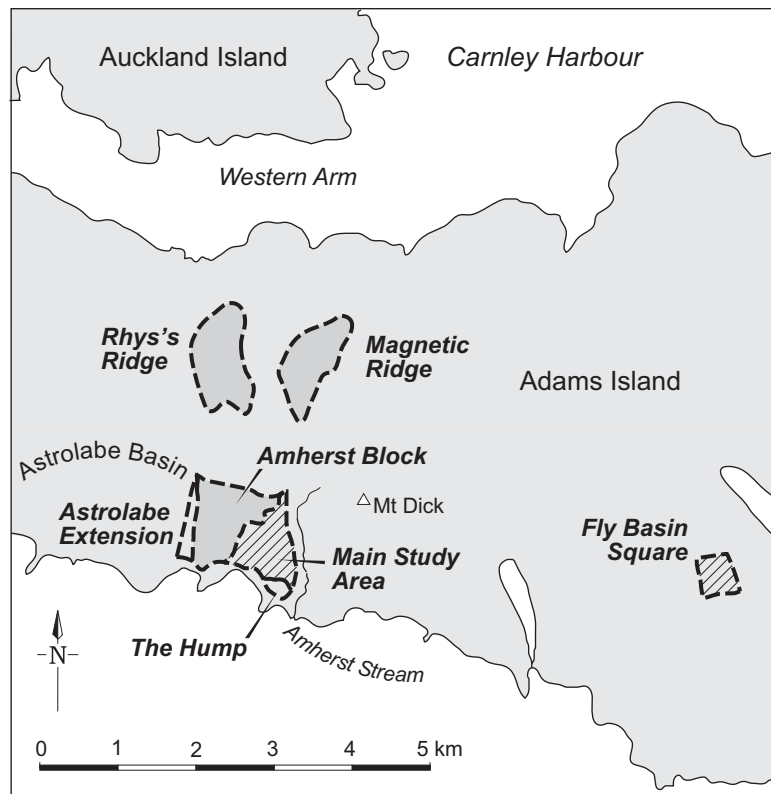 Auckland Island
Carnley Harbour
Western Arm
Rhys's
Ridge
Magnetic
Ridge
Adams Island
Astrolabe Basin
Amherst Block
Mt Dick
Astrolabe
Extension
Main Study
Area
Fly Basin
Square
The Hump
Amherst Stream
N
0 1 2 3 4 5 km